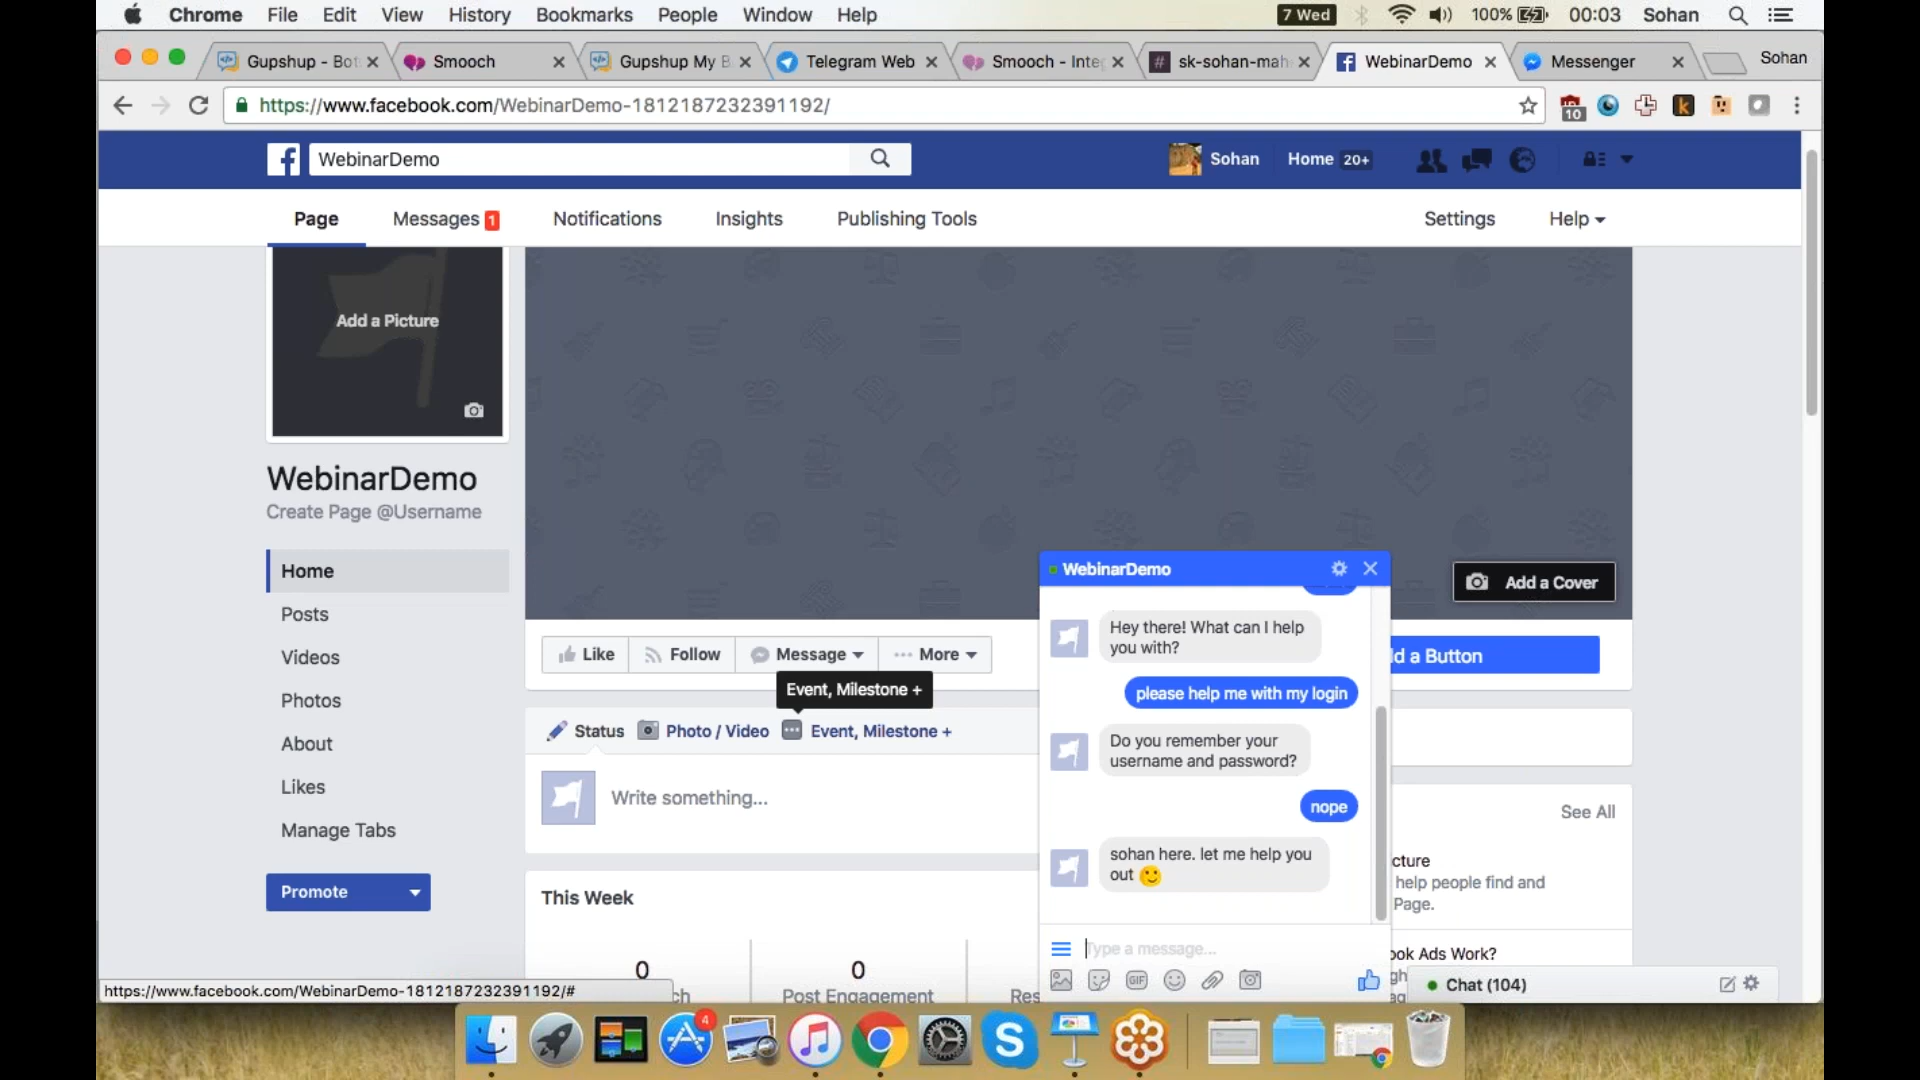 Chrome File Edit View History Bookmarks People Window Help 7 Wed 100% 00:03 Sohan
Gupshup - Bot Smooch Gupshup My B Telegram Web Smooch - Inte sk-sohan-mah WebinarDemo Messenger Sohan
https://www.facebook.com/WebinarDemo-1812187232391192/
10
WebinarDemo
Sohan Home 20+
Page Messages 1 Notifications Insights Publishing Tools Settings Help
Add a Picture
WebinarDemo
Create Page @Username
Home
Posts
Videos
Photos
About
Likes
Manage Tabs
Promote
Add a Cover
Like Follow Message More
d a Button
Event, Milestone +
Status Photo / Video Event, Milestone +
Write something...
This Week
0 0
ch Post Engagement Res
WebinarDemo
Hey there! What can I help
you with?
please help me with my login
Do you remember your
username and password?
nope
sohan here. let me help you
out
Type a message...
GIF
See All
cture
help people find and
Page.
ook Ads Work?
Chat (104)
https://www.facebook.com/WebinarDemo-1812187232391192/#
4
S